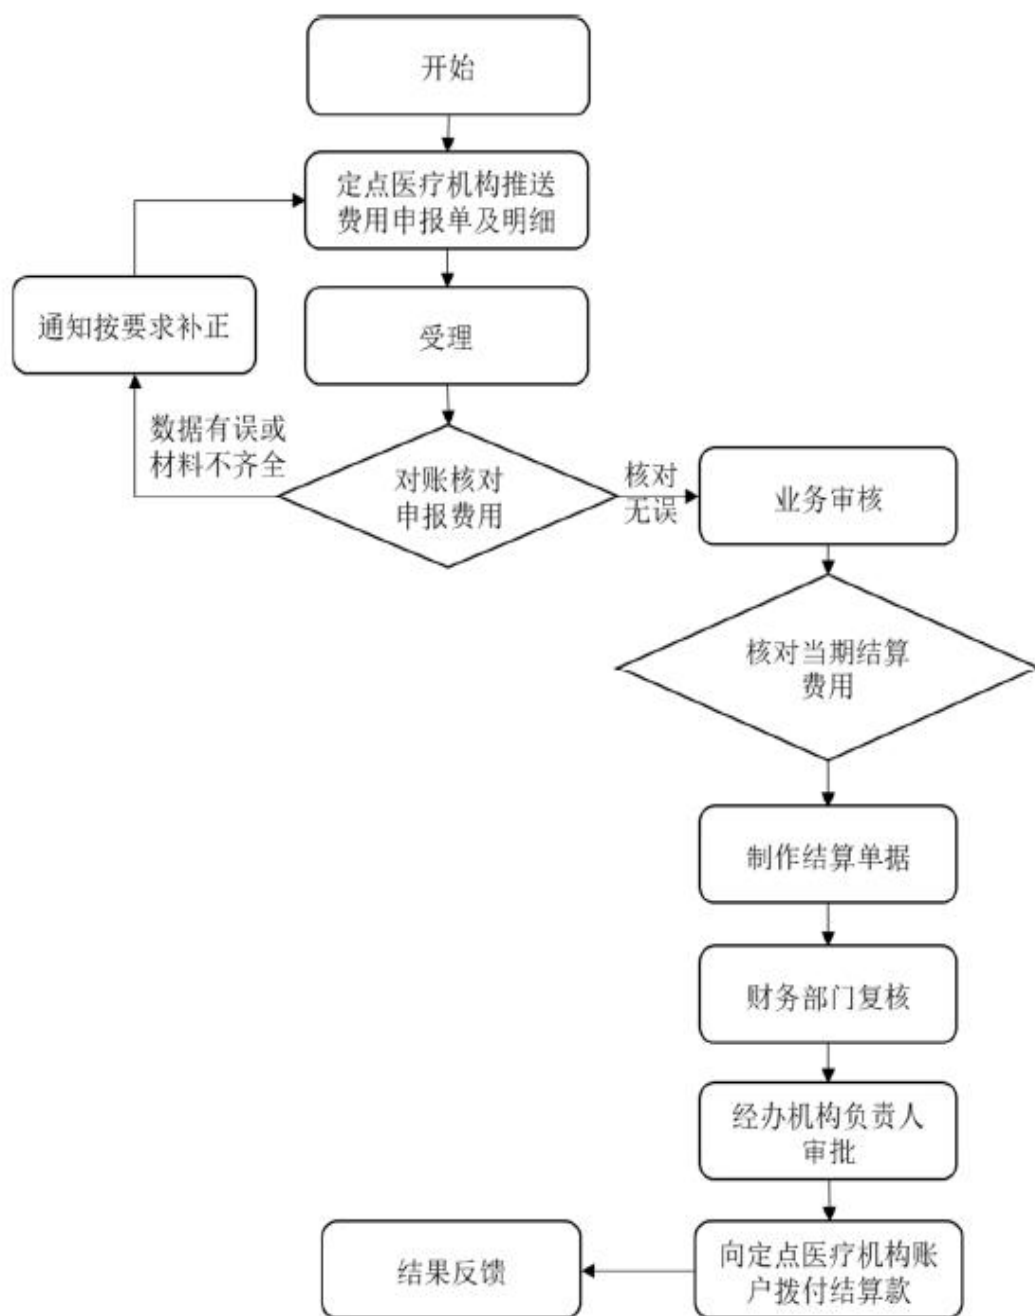 开始
定点医疗机构推送
费用申报单及明细
通知按要求补正
受理
数据有误或
材料不齐全
对账核对
申报费用
核对
无误
业务审核
核对当期结算
费用
制作结算单据
财务部门复核
经办机构负责人
审批
向定点医疗机构账
户拨付结算款
结果反馈